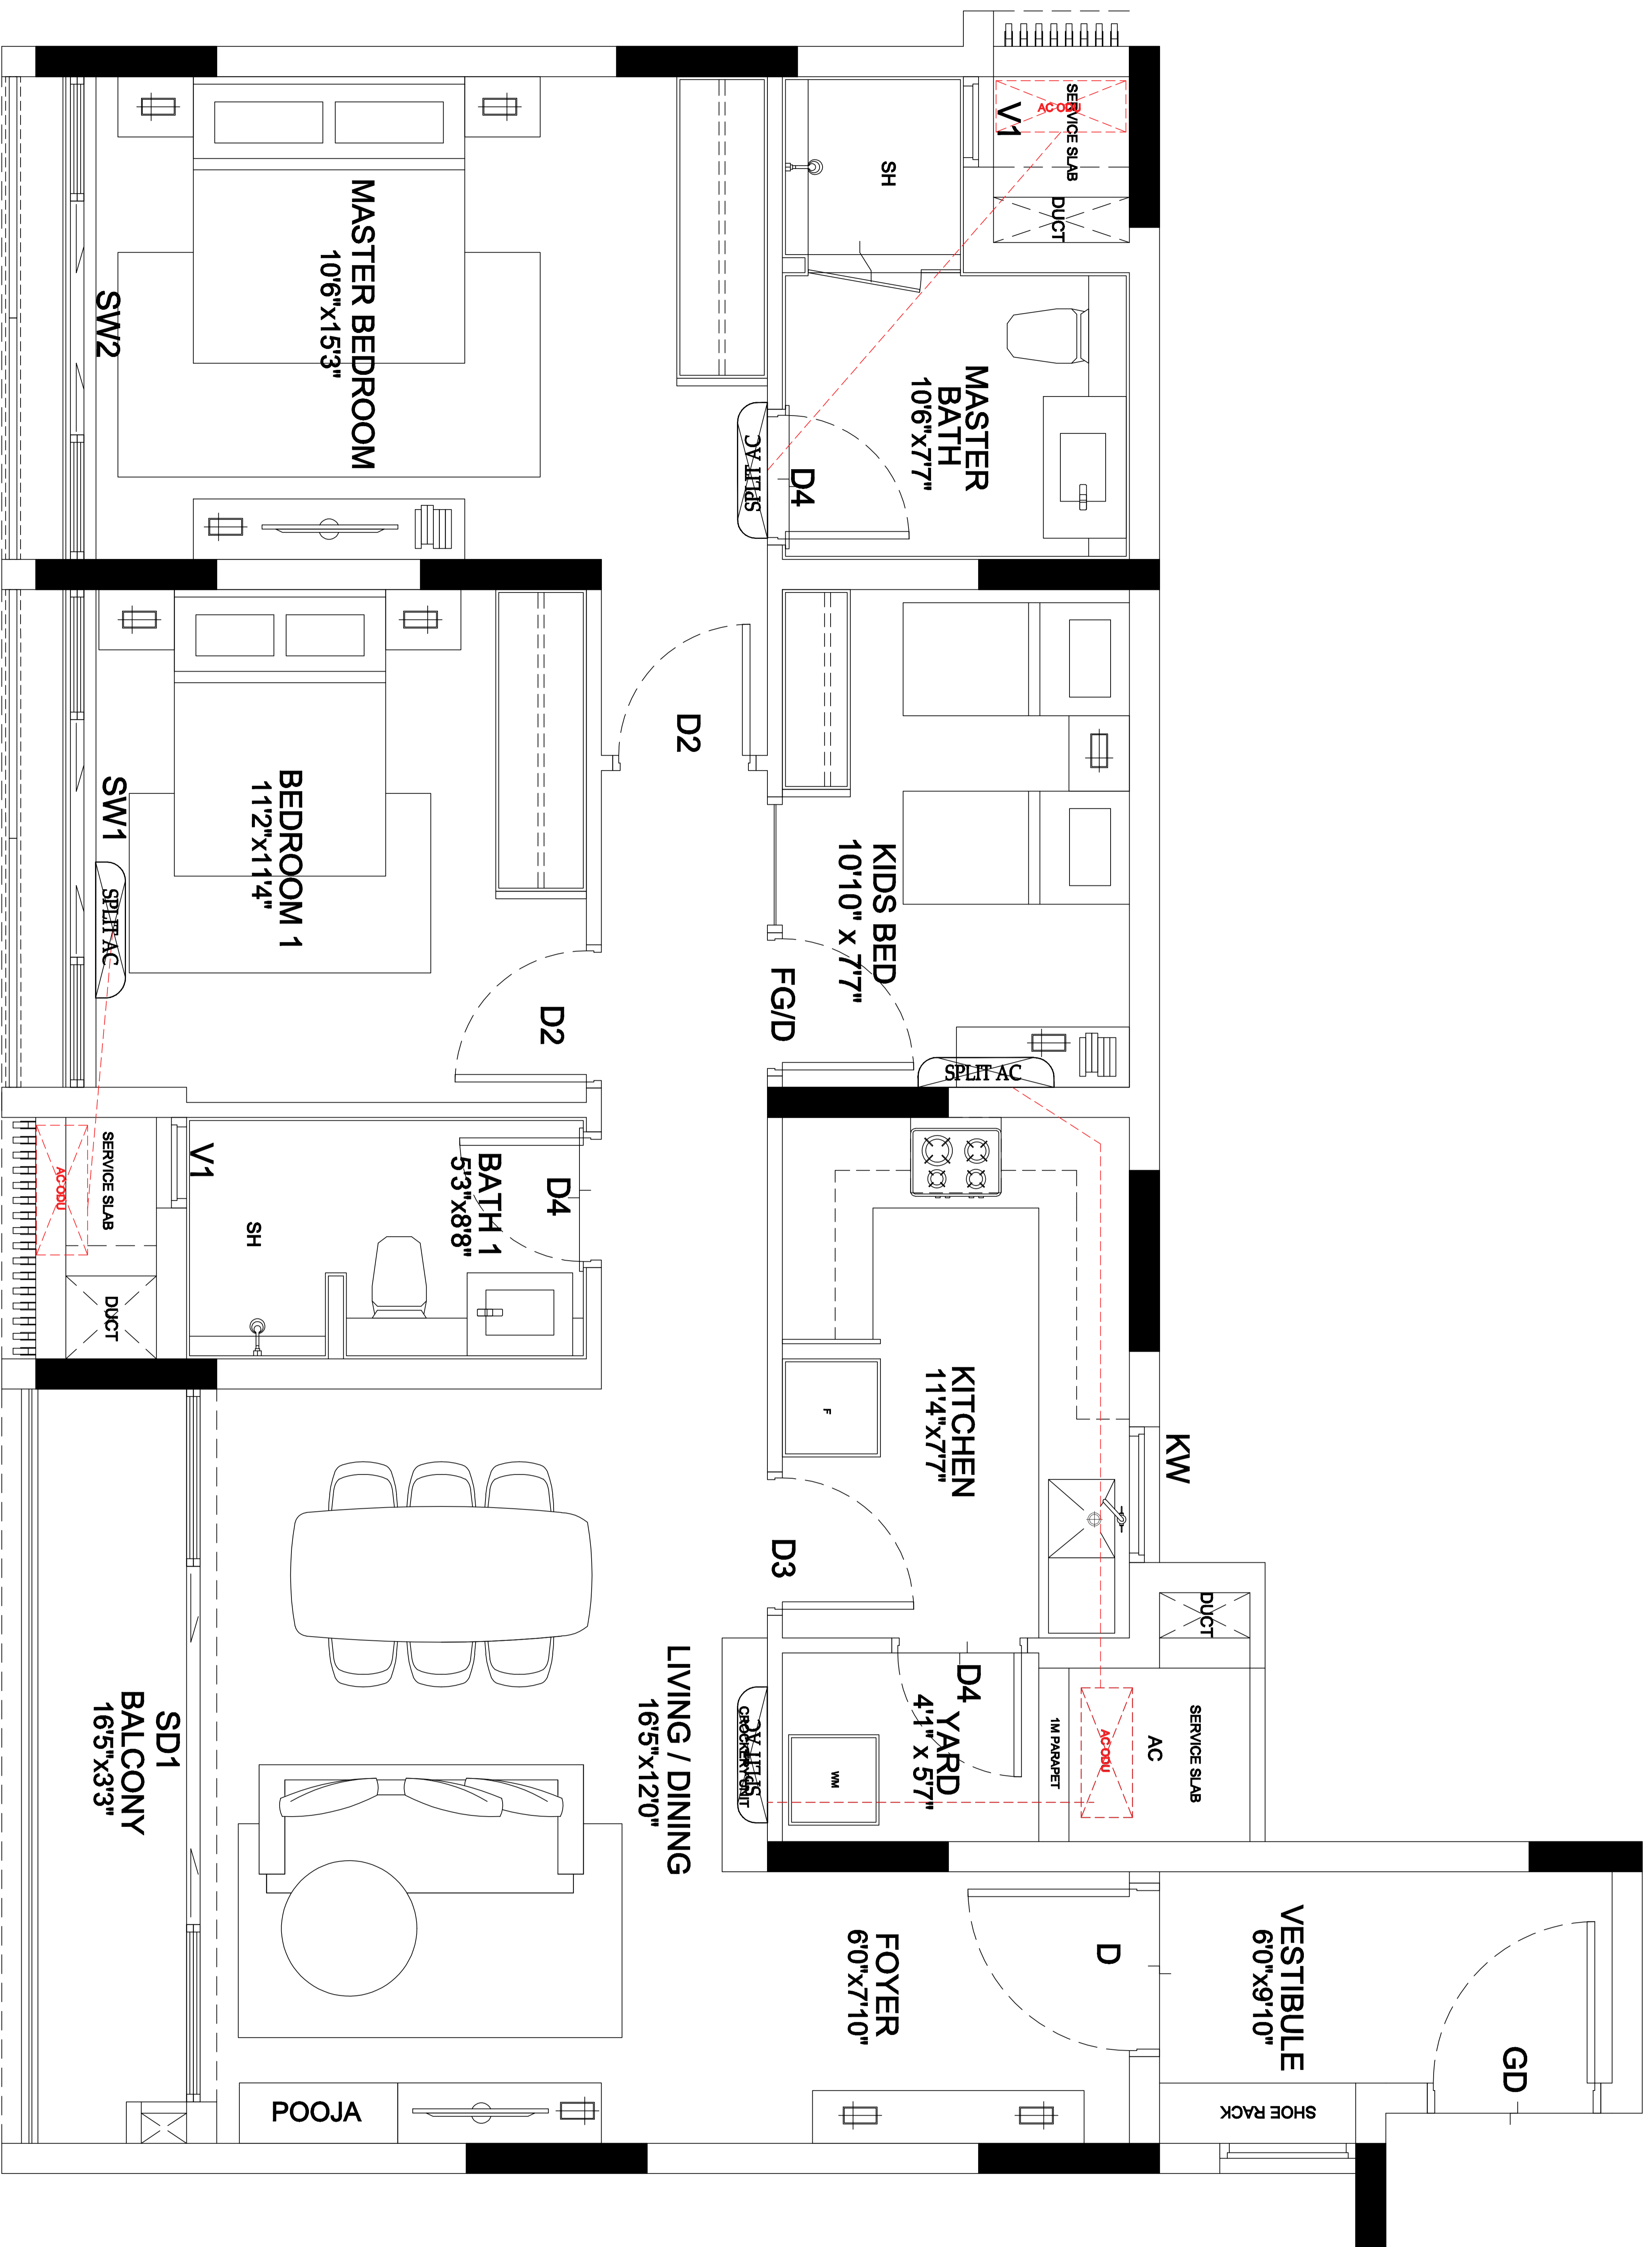 SERVICE SLAB
AC ODU
V1
DUCT
SH
MASTER
BATH
10'6"x7'7"
D4
SPLIT AC
MASTER BEDROOM
10'6"x15'3"
SW2
D2
KIDS BED
10'10" x 7'7"
FG/D
SPLIT AC
BEDROOM 1
11'2"x11'4"
SW1
SPLIT AC
D2
SERVICE SLAB
AC ODU
DUCT
V1
SH
BATH 1
5'3"x8'8"
D4
KITCHEN
11'4"x7'7"
KW
F
D3
DUCT
SERVICE SLAB
AC
AC ODU
1M PARAPET
D4
YARD
4'1" x 5'7"
WM
SPLIT AC
CROCKERY UNIT
LIVING / DINING
16'5"x12'0"
SD1
BALCONY
16'5"x3'3"
POOJA
FOYER
6'0"x7'10"
D
VESTIBULE
6'0"x9'10"
GD
SHOE RACK